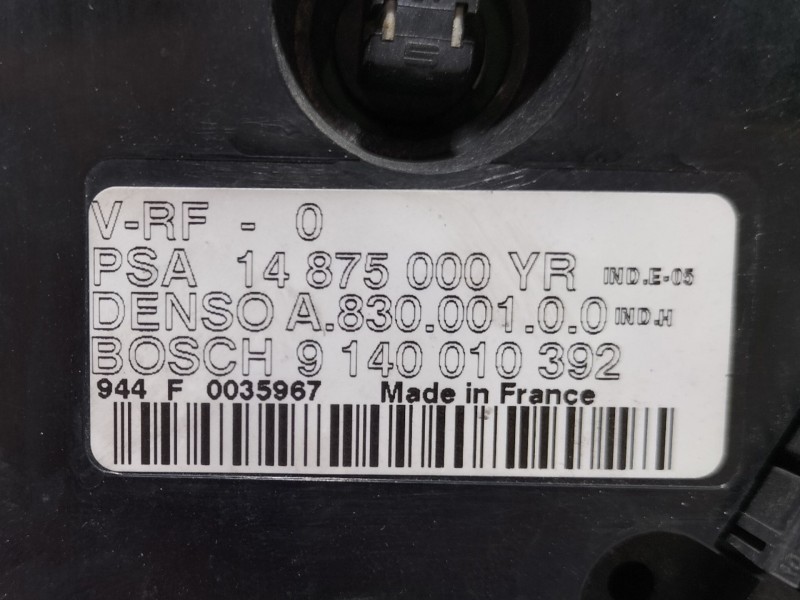 V-RF - 0
PSA 14 875 000 YR IND.E-05
DENSO A.830.001.0.0 IND.H
BOSCH 9 140 010 392
944 F 0035967 Made in France